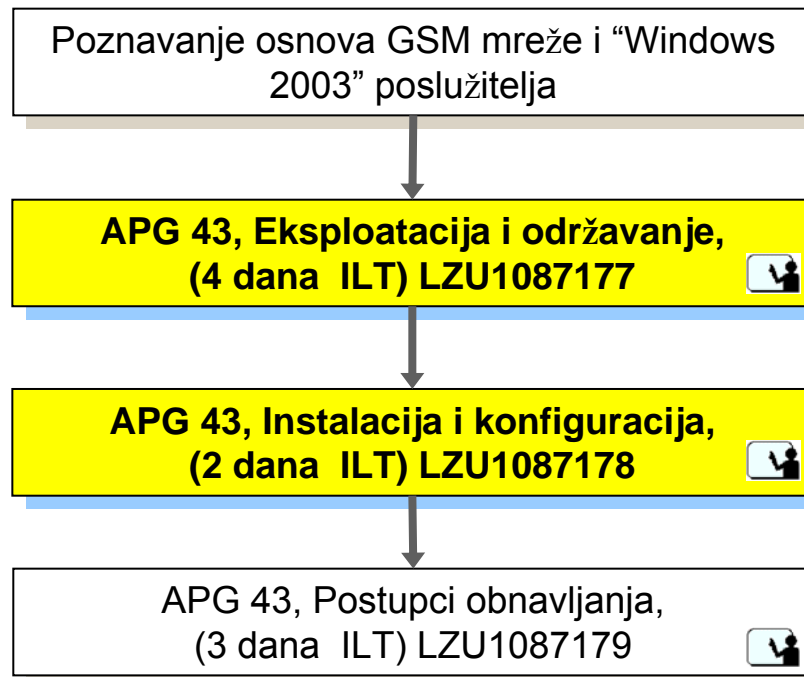 Poznavanje osnova GSM mreže i “Windows
2003” poslužitelja
APG 43, Eksploatacija i održavanje,
(4 dana ILT) LZU1087177
APG 43, Instalacija i konfiguracija,
(2 dana ILT) LZU1087178
APG 43, Postupci obnavljanja,
(3 dana ILT) LZU1087179